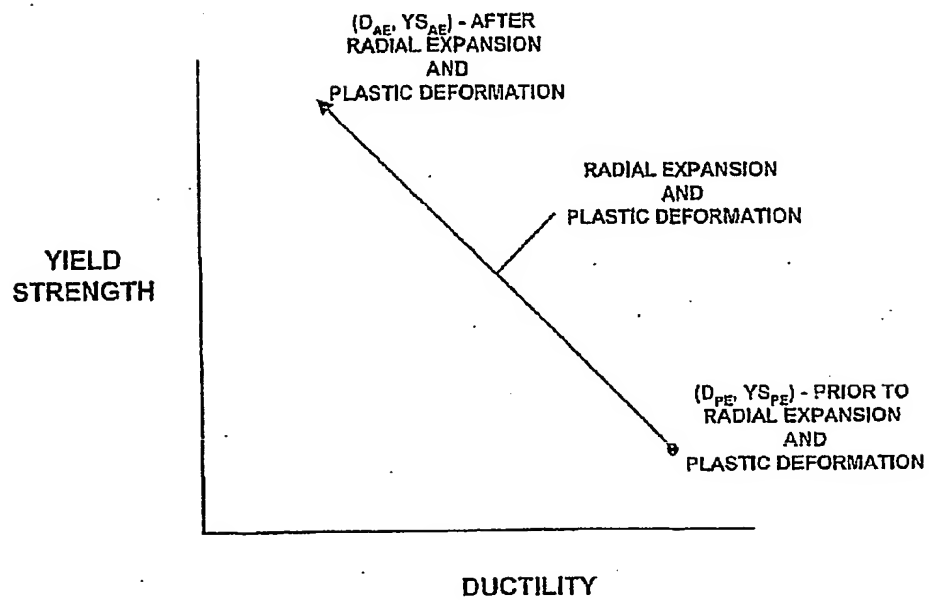 (D_AE, YS_AE) - AFTER
RADIAL EXPANSION
AND
PLASTIC DEFORMATION
RADIAL EXPANSION
AND
PLASTIC DEFORMATION
YIELD
STRENGTH
(D_PE, YS_PE) - PRIOR TO
RADIAL EXPANSION
AND
PLASTIC DEFORMATION
DUCTILITY